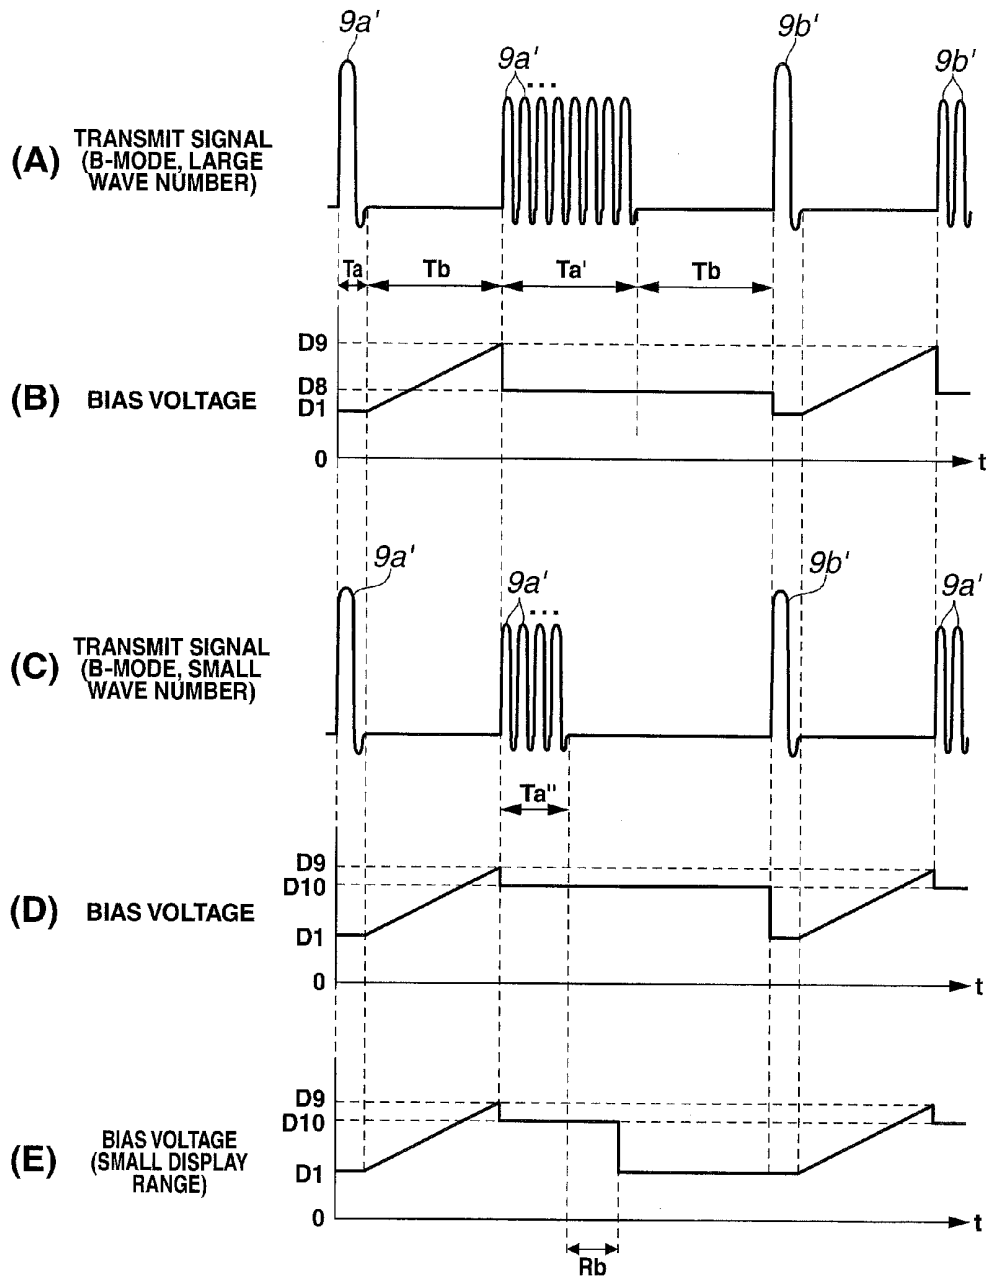 9a'
9a'
...
9b'
9b'
(A)
TRANSMIT SIGNAL
(B-MODE, LARGE
WAVE NUMBER)
Ta
Tb
Ta'
Tb
(B)
BIAS VOLTAGE
D9
D8
D1
0
t
9a'
9a'
...
9b'
9a'
(C)
TRANSMIT SIGNAL
(B-MODE, SMALL
WAVE NUMBER)
Ta"
(D)
BIAS VOLTAGE
D9
D10
D1
0
t
(E)
BIAS VOLTAGE
(SMALL DISPLAY
RANGE)
D9
D10
D1
0
t
Rb